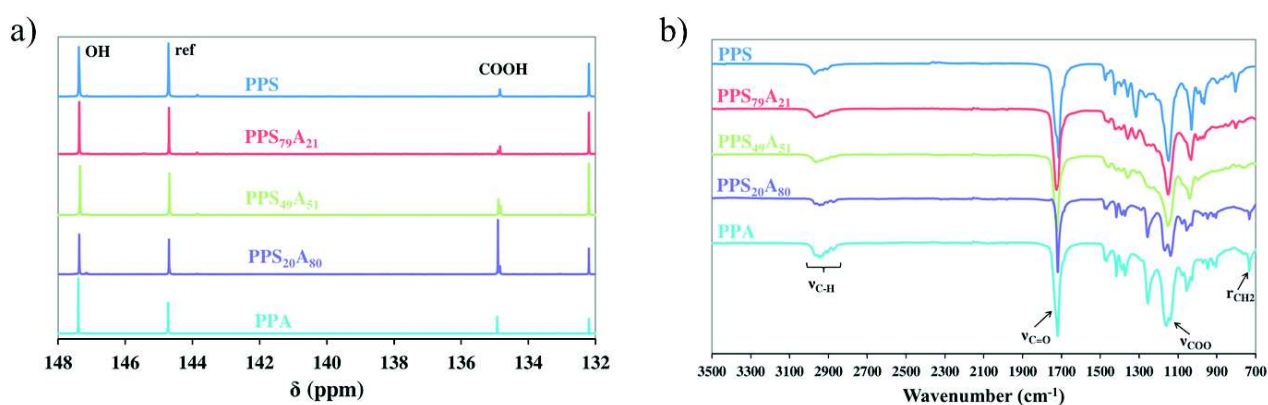 a)
OH
ref
COOH
PPS
PPS₇₉A₂₁
PPS₄₉A₅₁
PPS₂₀A₈₀
PPA
148 146 144 142 140 138 136 134 132
δ (ppm)
b)
PPS
PPS₇₉A₂₁
PPS₄₉A₅₁
PPS₂₀A₈₀
PPA
νC-H
νC=O
νCOO
rCH2
3500 3300 3100 2900 2700 2500 2300 2100 1900 1700 1500 1300 1100 900 700
Wavenumber (cm⁻¹)